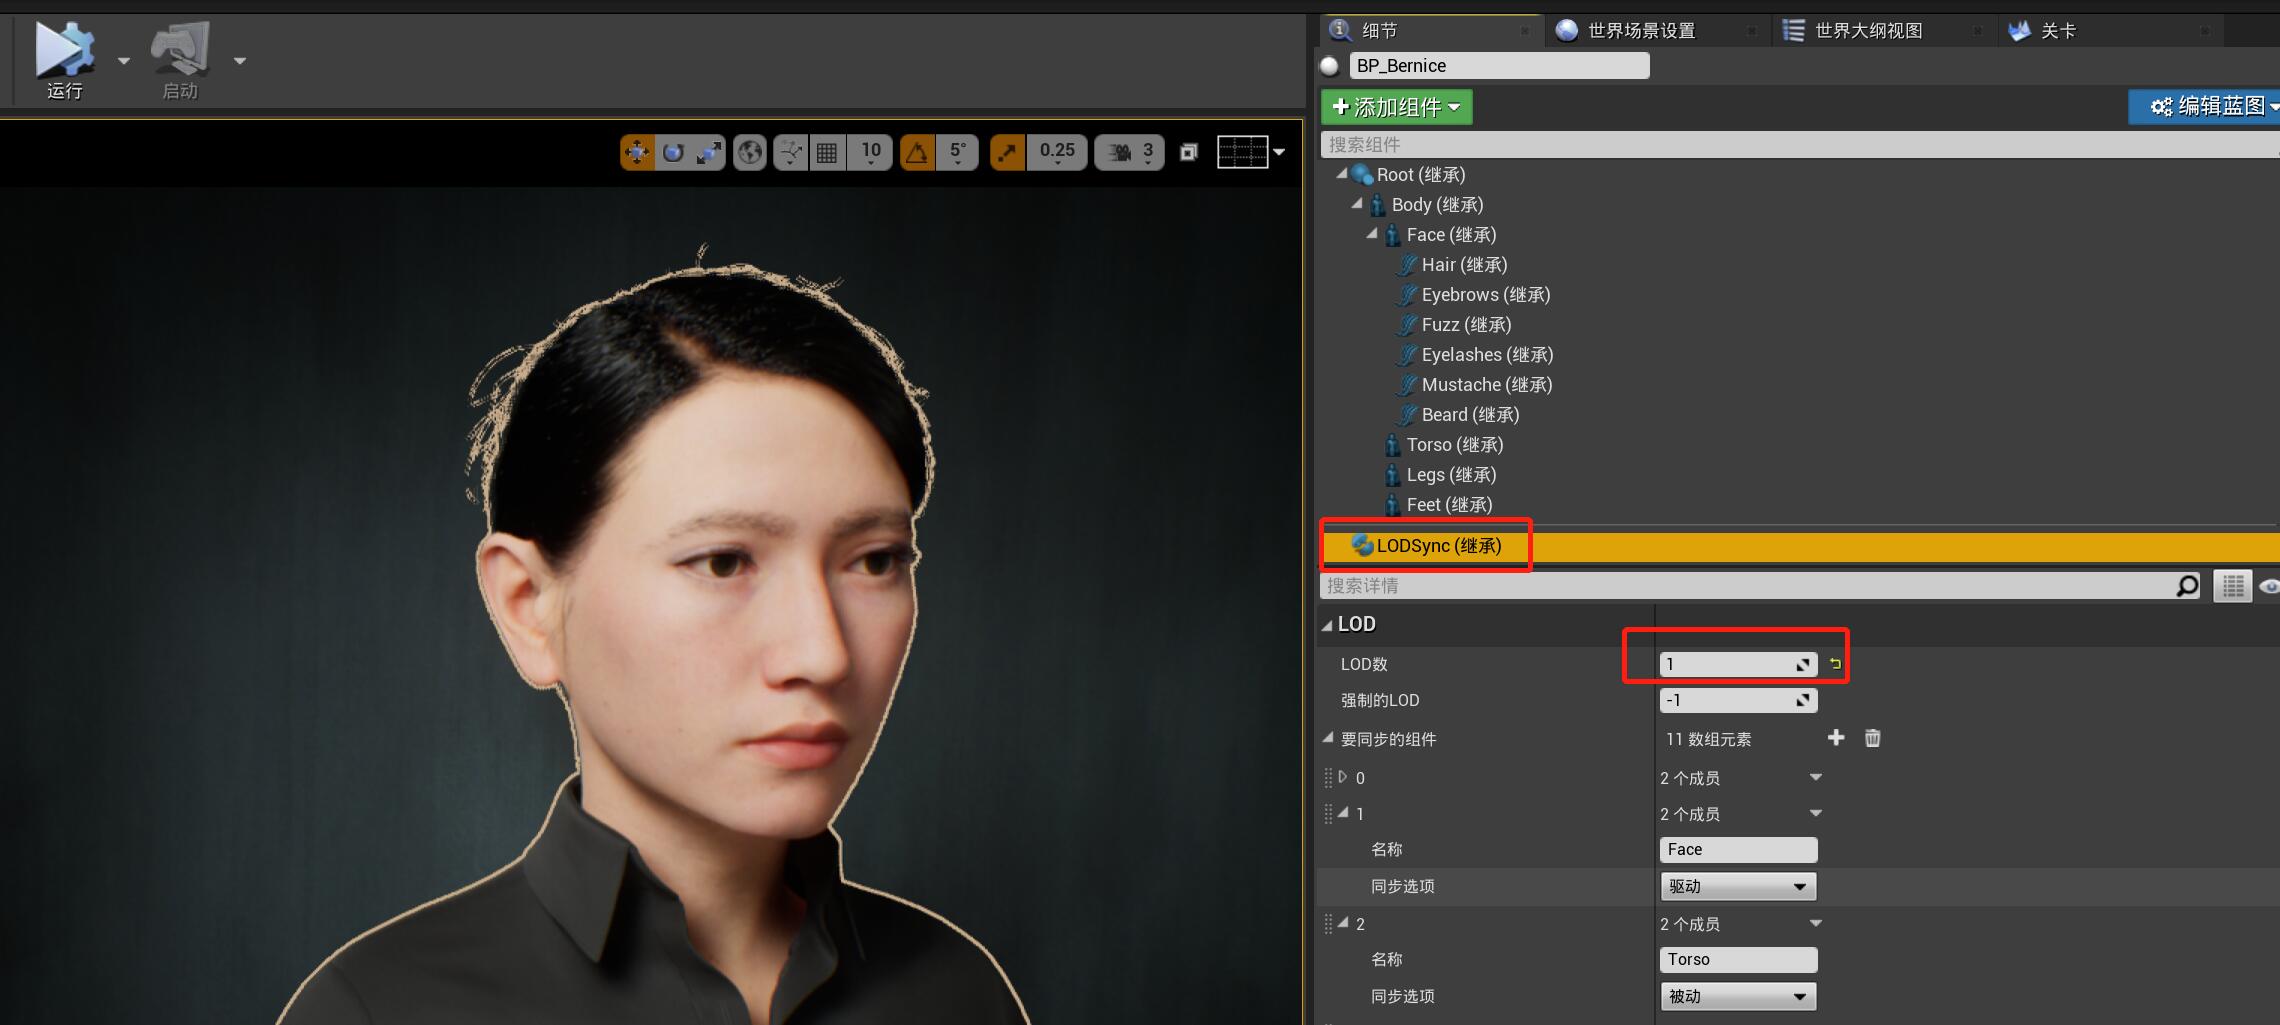 细节
世界场景设置
世界大纲视图
关卡
运行
启动
BP_Bernice
添加组件
编辑蓝图
搜索组件
10
5°
0.25
3
Root (继承)
Body (继承)
Face (继承)
Hair (继承)
Eyebrows (继承)
Fuzz (继承)
Eyelashes (继承)
Mustache (继承)
Beard (继承)
Torso (继承)
Legs (继承)
Feet (继承)
LODSync (继承)
搜索详情
LOD
LOD数 1
强制的LOD -1
要同步的组件 11 数组元素
0 2 个成员
1 2 个成员
名称 Face
同步选项 驱动
2 2 个成员
名称 Torso
同步选项 被动